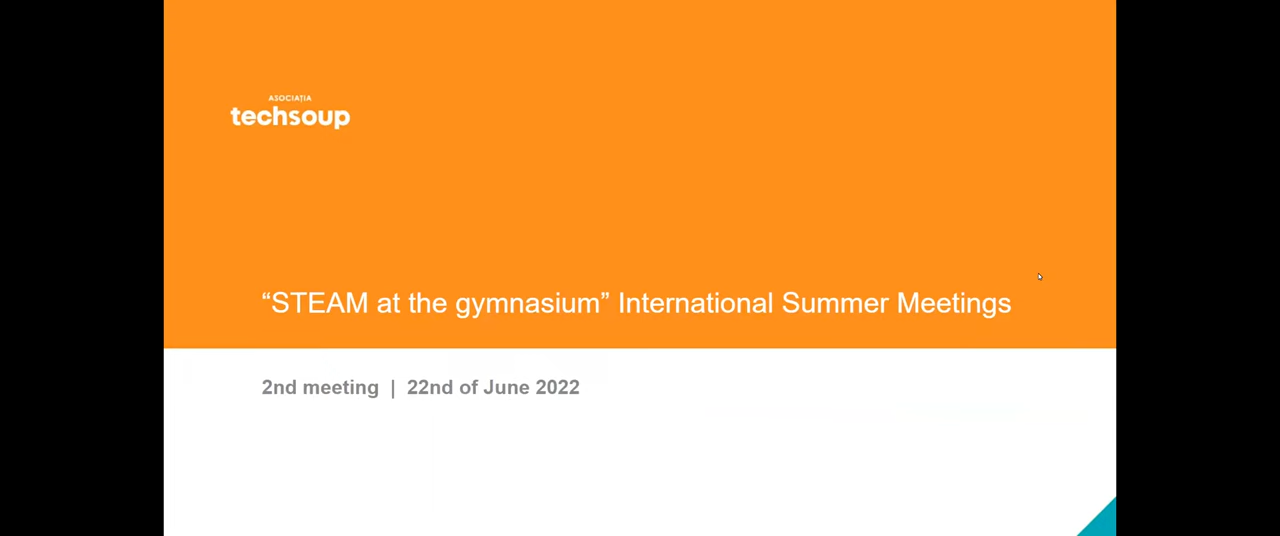 ASOCIAȚIA
techsoup
“STEAM at the gymnasium” International Summer Meetings
2nd meeting | 22nd of June 2022